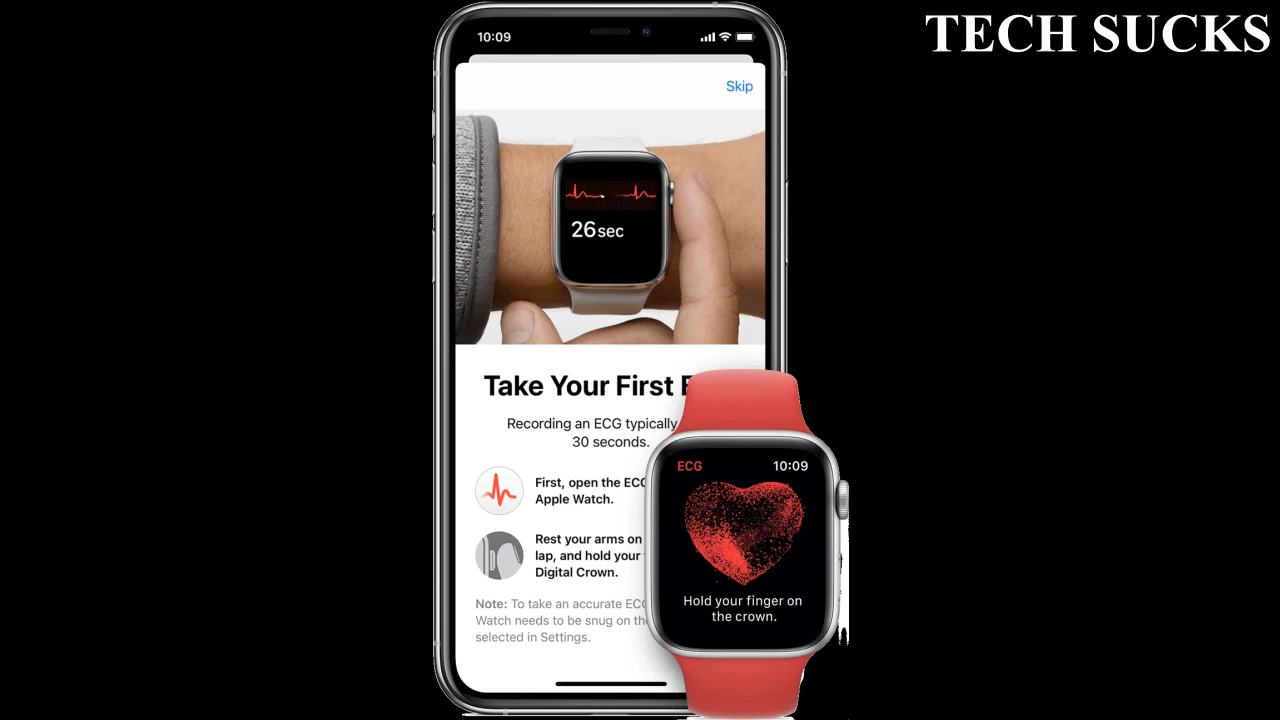 TECH SUCKS
10:09
Skip
26sec
Take Your First
Recording an ECG typically
30 seconds.
First, open the EC
Apple Watch.
Rest your arms on
lap, and hold your
Digital Crown.
Note: To take an accurate EC
Watch needs to be snug on the
selected in Settings.
ECG 10:09
Hold your finger on
the crown.